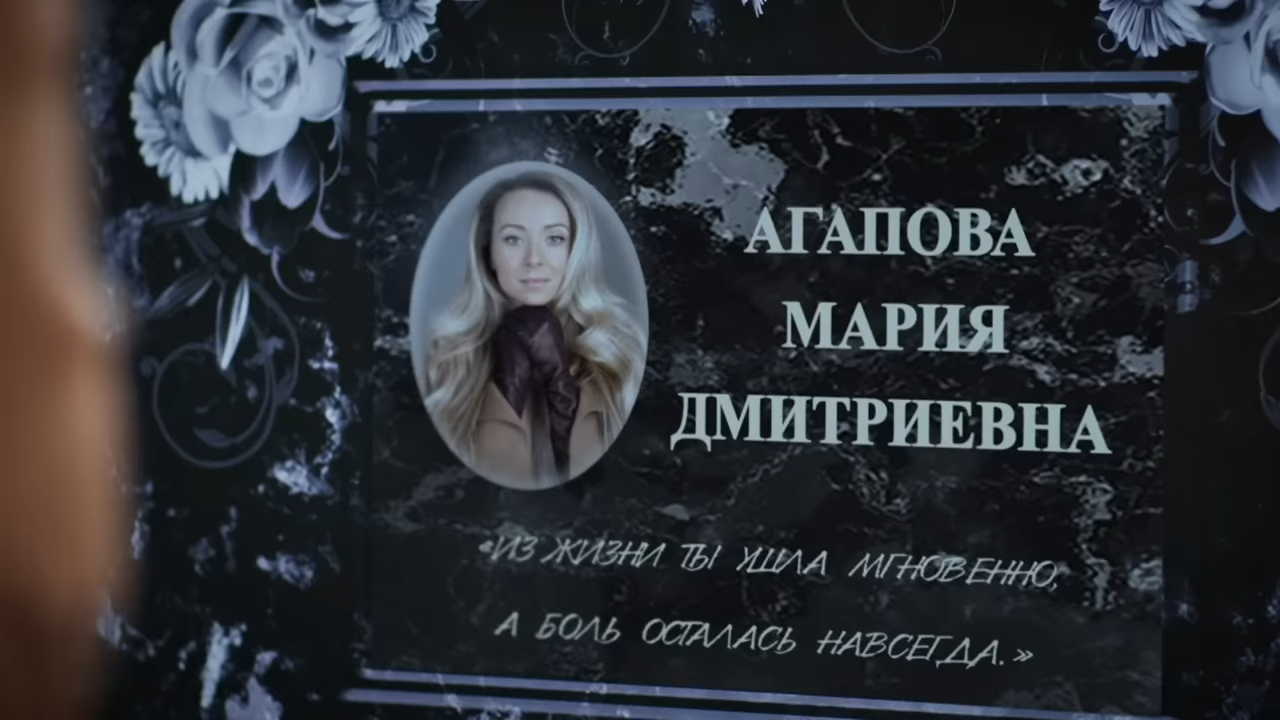 АГАПОВА
МАРИЯ
ДМИТРИЕВНА
«ИЗ ЖИЗНИ ТЫ УШЛА МГНОВЕННО,
А БОЛЬ ОСТАЛАСЬ НАВСЕГДА.»